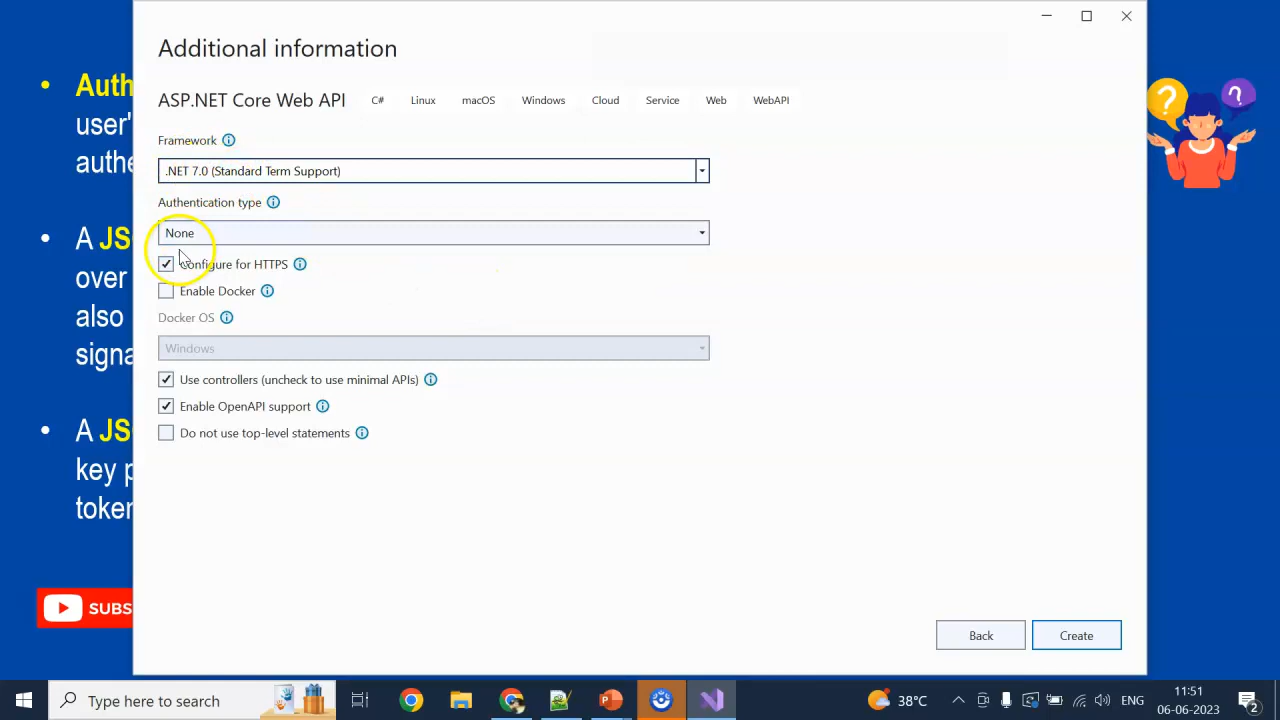 Additional information
ASP.NET Core Web API C# Linux macOS Windows Cloud Service Web WebAPI
Framework
.NET 7.0 (Standard Term Support)
Authentication type
None
Configure for HTTPS
Enable Docker
Docker OS
Windows
Use controllers (uncheck to use minimal APIs)
Enable OpenAPI support
Do not use top-level statements
Back Create
• Auth
user'
authe
• A JS
over
also
signa
• A JS
key p
token
SUBS
Type here to search
38°C
ENG
11:51
06-06-2023
2